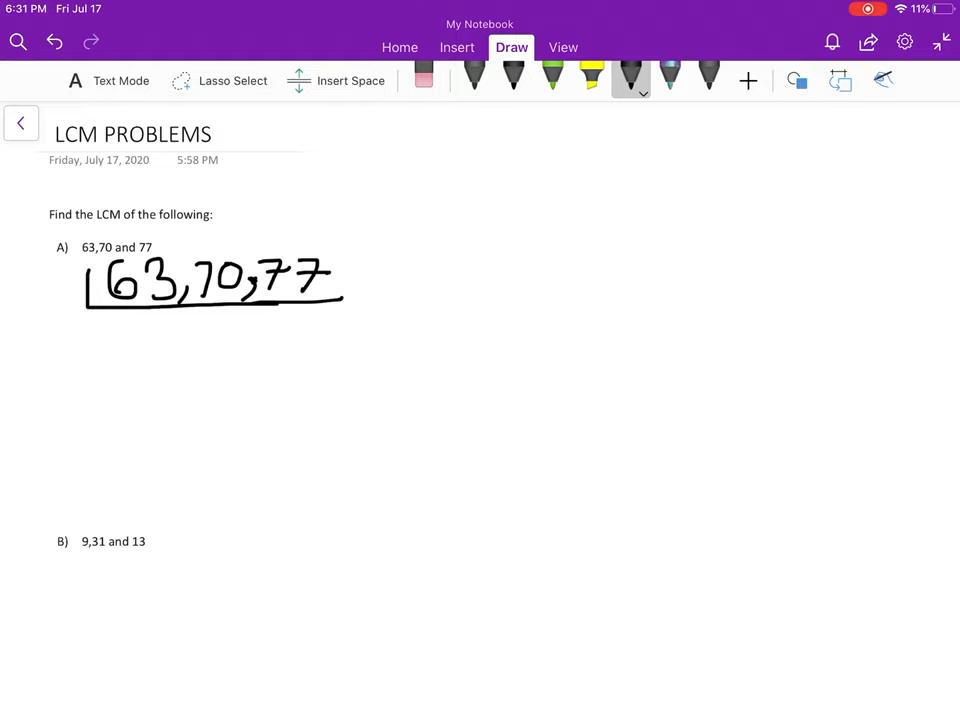 6:31 PM Fri Jul 17
11%
My Notebook
Home Insert Draw View
A Text Mode Lasso Select Insert Space
LCM PROBLEMS
Friday, July 17, 2020 5:58 PM
Find the LCM of the following:
A) 63,70 and 77
63,70,77
B) 9,31 and 13